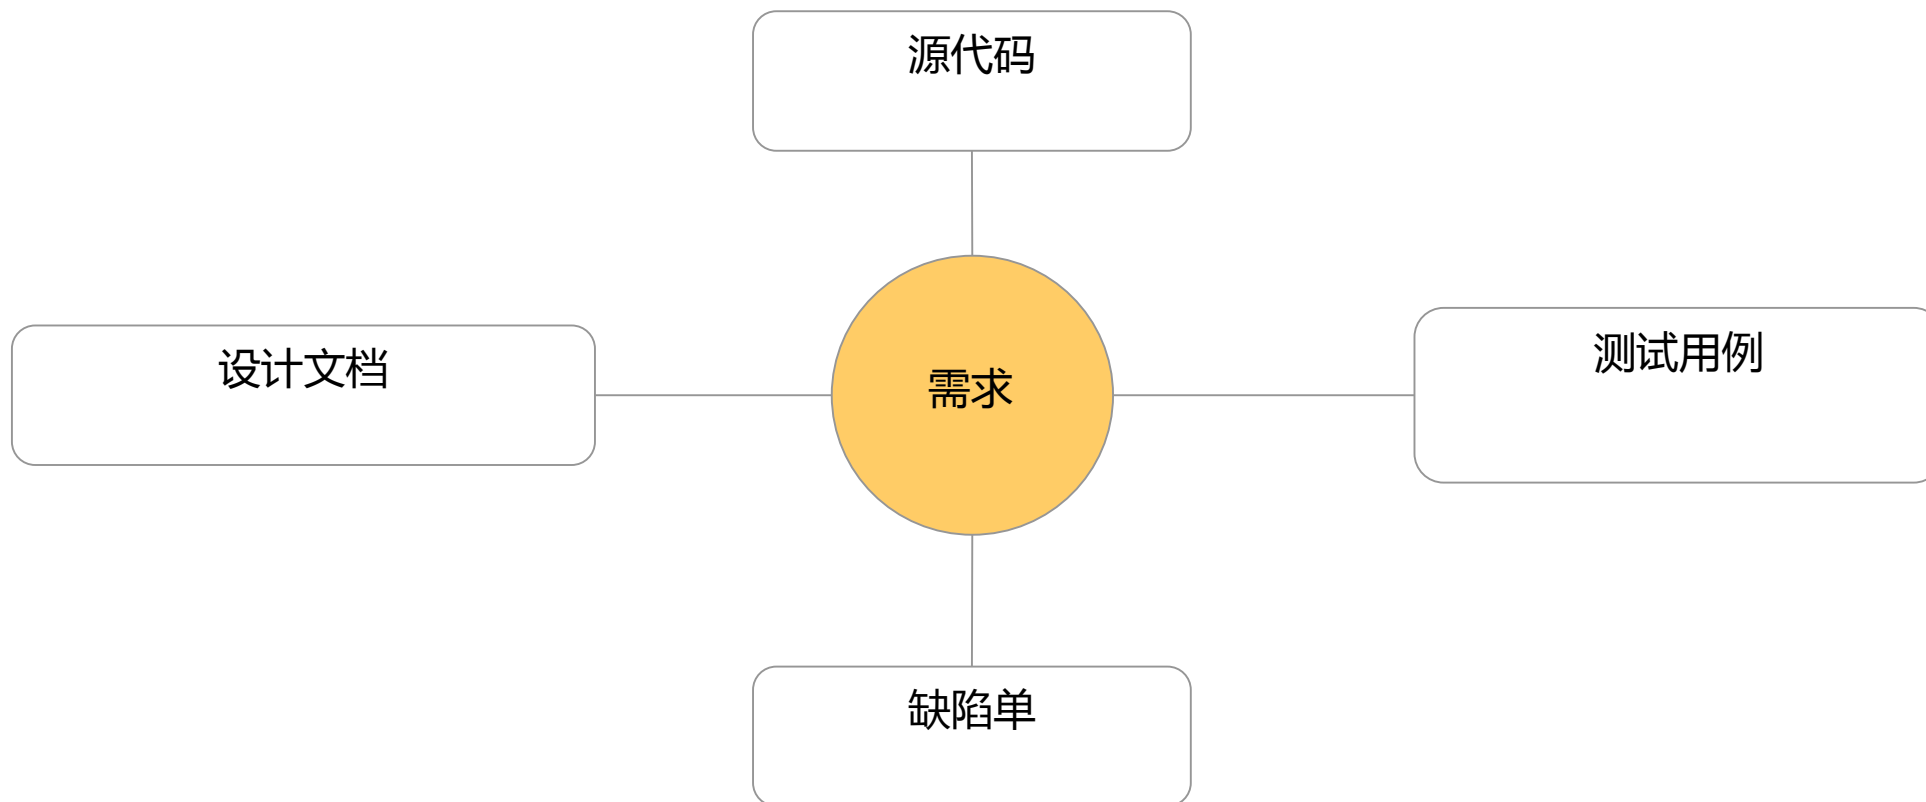 源代码
设计文档
需求
测试用例
缺陷单